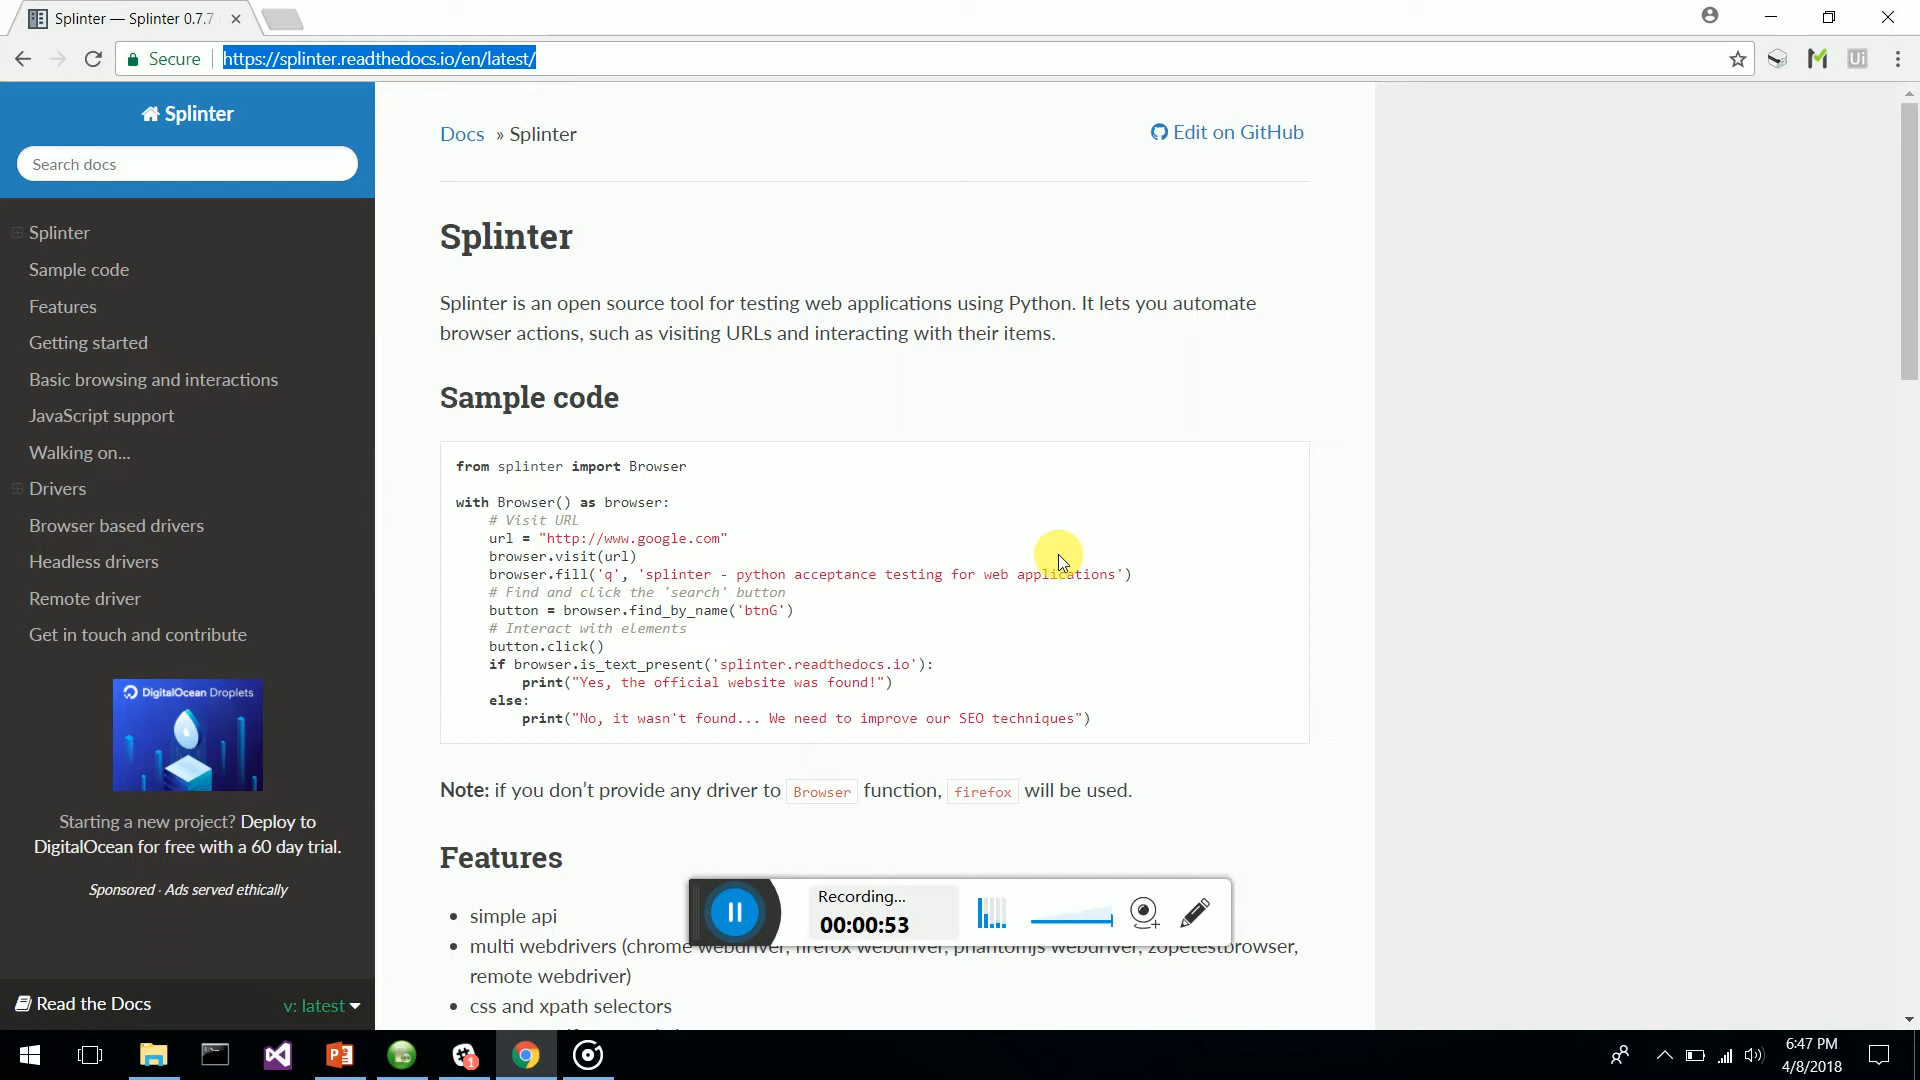 Splinter — Splinter 0.7.7
Secure
https://splinter.readthedocs.io/en/latest/
Splinter
Search docs
Splinter
Sample code
Features
Getting started
Basic browsing and interactions
JavaScript support
Walking on...
Drivers
Browser based drivers
Headless drivers
Remote driver
Get in touch and contribute
DigitalOcean Droplets
Starting a new project? Deploy to
DigitalOcean for free with a 60 day trial.
Sponsored · Ads served ethically
Read the Docs
v: latest
Docs » Splinter
Edit on GitHub
Splinter
Splinter is an open source tool for testing web applications using Python. It lets you automate
browser actions, such as visiting URLs and interacting with their items.
Sample code
from splinter import Browser
with Browser() as browser:
# Visit URL
url = "http://www.google.com"
browser.visit(url)
browser.fill('q', 'splinter - python acceptance testing for web applications')
# Find and click the 'search' button
button = browser.find_by_name('btnG')
# Interact with elements
button.click()
if browser.is_text_present('splinter.readthedocs.io'):
print("Yes, the official website was found!")
else:
print("No, it wasn't found... We need to improve our SEO techniques")
Note: if you don’t provide any driver to Browser function, firefox will be used.
Features
simple api
multi webdrivers (chrome webdriver, firefox webdriver, phantomjs webdriver, zopetestbrowser,
remote webdriver)
css and xpath selectors
Recording...
00:00:53
Ui
1
6:47 PM
4/8/2018